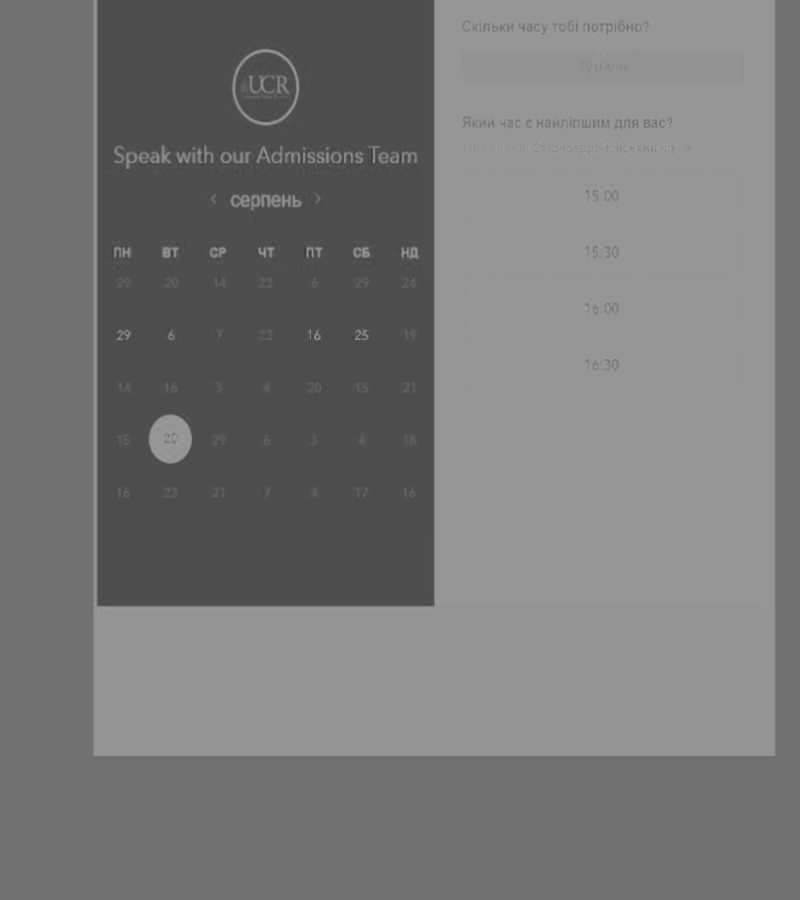 UCR
Speak with our Admissions Team
‹ серпень ›
ПН ВТ СР ЧТ ПТ СБ НД
29 20 14 23 6 29 24
29 6 7 23 16 25 19
14 16 3 4 20 15 21
15 20 29 6 3 4 18
16 23 21 7 4 17 16
Скільки часу тобі потрібно?
Який час є найліпшим для вас?
15:00
15:30
16:00
16:30